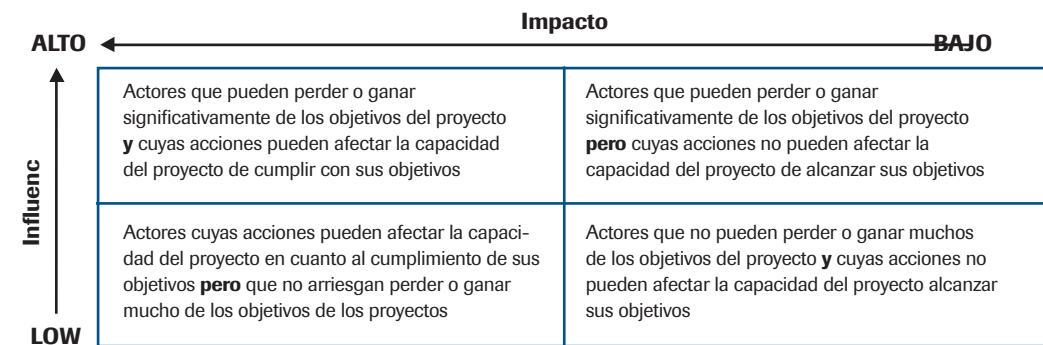 Impacto
ALTO
BAJO
Influenc
Actores que pueden perder o ganar
significativamente de los objetivos del proyecto
y cuyas acciones pueden afectar la capacidad
del proyecto de cumplir con sus objetivos
Actores que pueden perder o ganar
significativamente de los objetivos del proyecto
pero cuyas acciones no pueden afectar la
capacidad del proyecto de alcanzar sus objetivos
Actores cuyas acciones pueden afectar la capaci-
dad del proyecto en cuanto al cumplimiento de sus
objetivos pero que no arriesgan perder o ganar
mucho de los objetivos de los proyectos
Actores que no pueden perder o ganar muchos
de los objetivos del proyecto y cuyas acciones no
pueden afectar la capacidad del proyecto alcanzar
sus objetivos
LOW